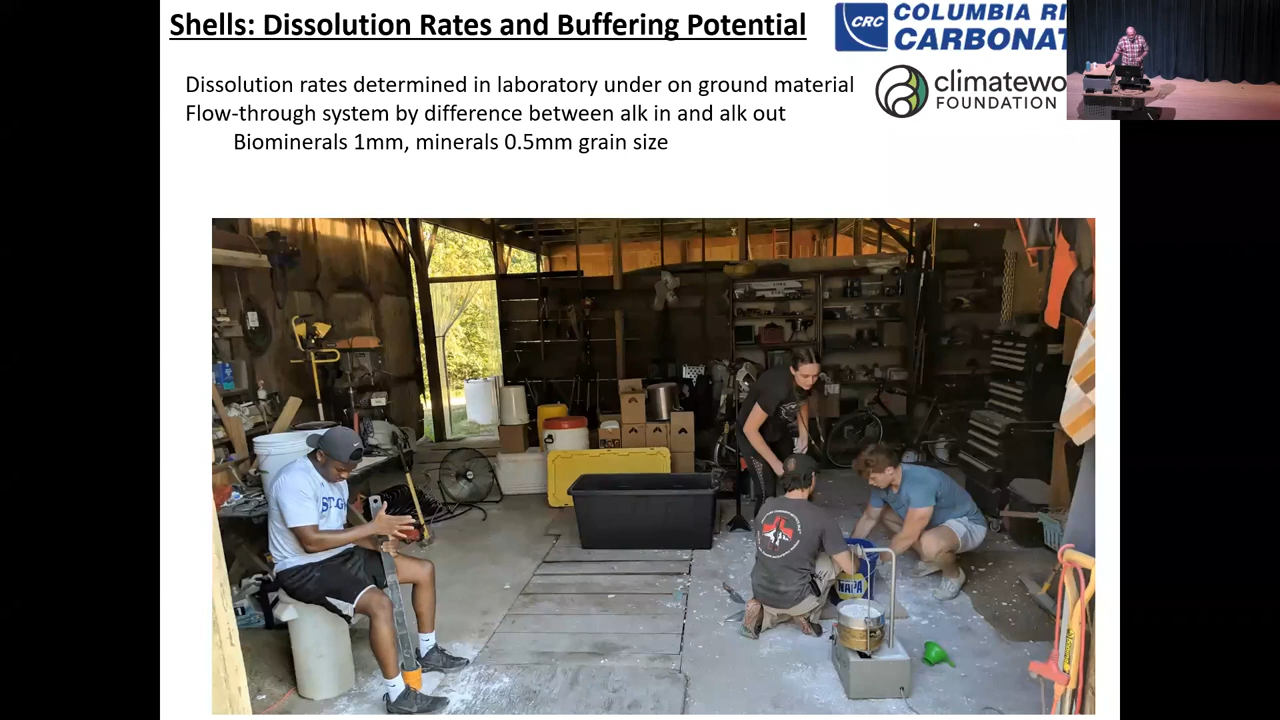 Shells: Dissolution Rates and Buffering Potential
CRC
COLUMBIA RI
CARBONAT
Dissolution rates determined in laboratory under on ground material
climatewo
FOUNDATION
Flow-through system by difference between alk in and alk out
Biominerals 1mm, minerals 0.5mm grain size
NAPA